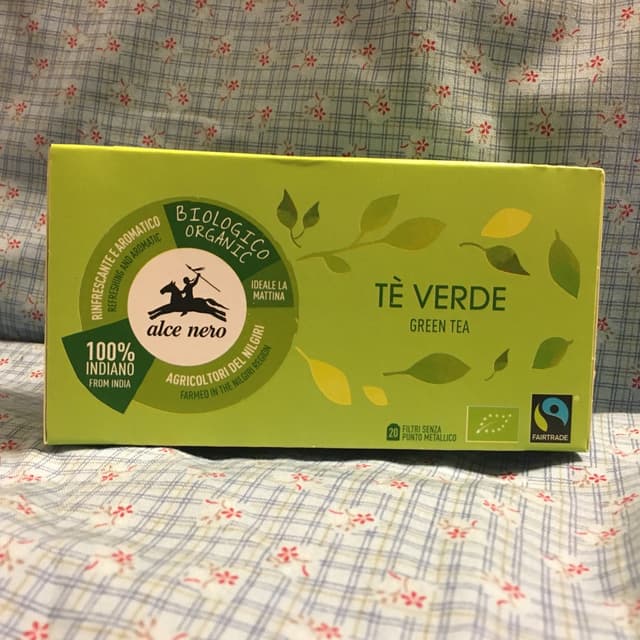 RINFRESCANTE E AROMATICO
REFRESHING AND AROMATIC
BIOLOGICO
ORGANIC
IDEALE LA
MATTINA
alce nero
100%
INDIANO
FROM INDIA
AGRICOLTORI DEL NILGIRI
FARMED IN THE NILGIRI REGION
TÈ VERDE
GREEN TEA
20 FILTRI SENZA
PUNTO METALLICO
FAIRTRADE